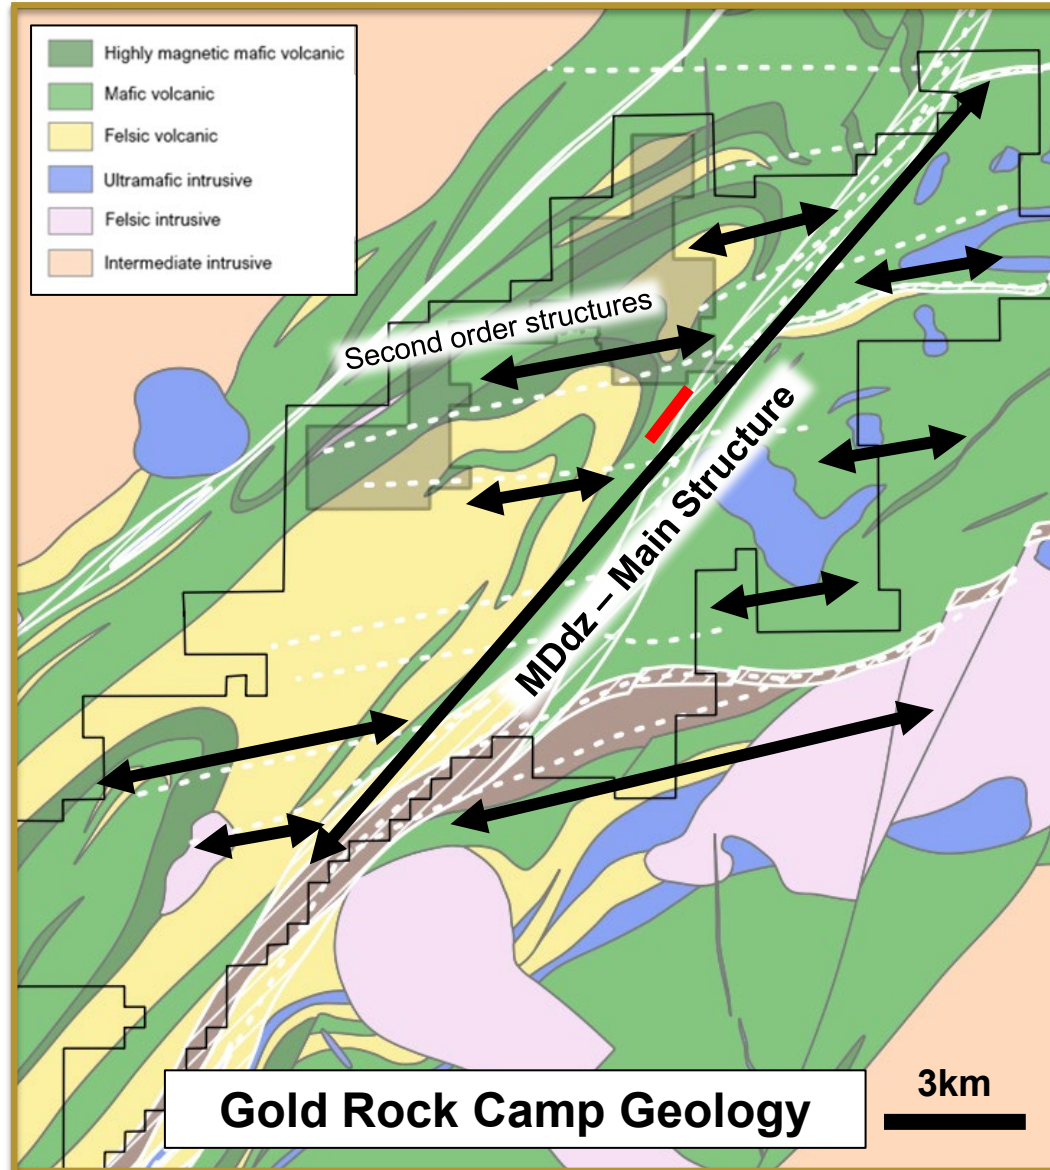 Highly magnetic mafic volcanic
Mafic volcanic
Felsic volcanic
Ultramafic intrusive
Felsic intrusive
Intermediate intrusive
Second order structures
MDdz – Main Structure
Gold Rock Camp Geology
3km